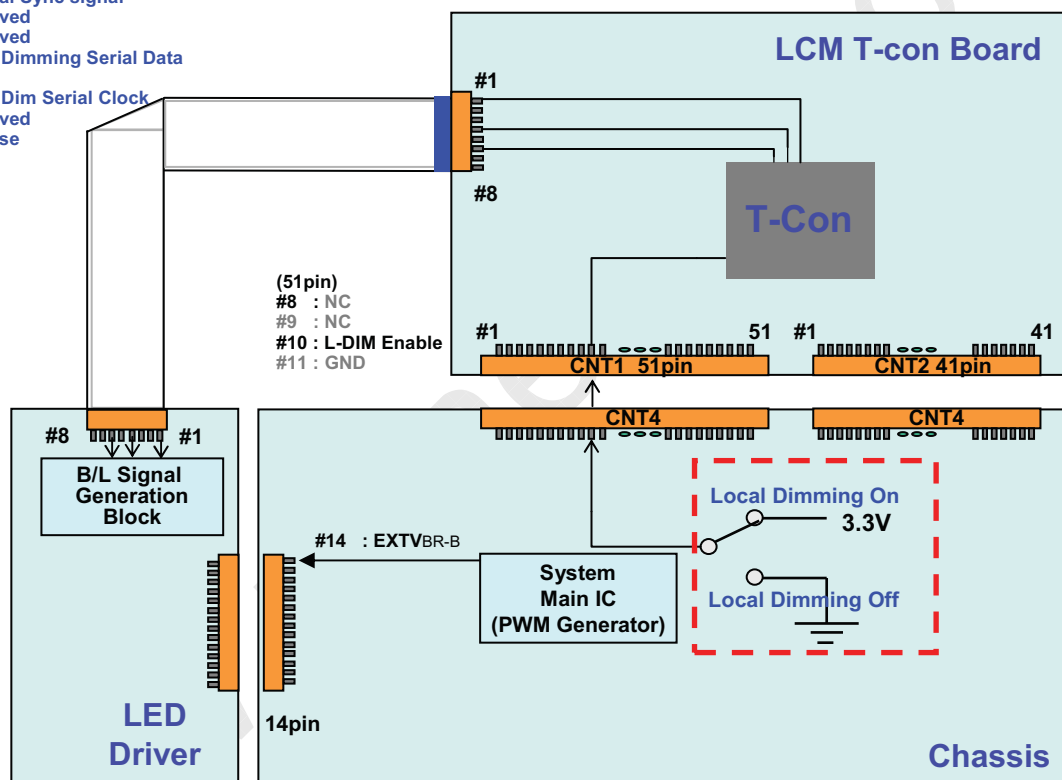 al Sync signal
ved
ved
Dimming Serial Data
Dim Serial Clock
ved
se
LCM T-con Board
#1
#8
T-Con
(51pin)
#8 : NC
#9 : NC
#10 : L-DIM Enable
#11 : GND
#1
51
#1
41
CNT1 51pin
CNT2 41pin
CNT4
CNT4
#8
#1
B/L Signal
Generation
Block
Local Dimming On
3.3V
#14 : EXTVBR-B
System
Main IC
(PWM Generator)
Local Dimming Off
LED
Driver
14pin
Chassis